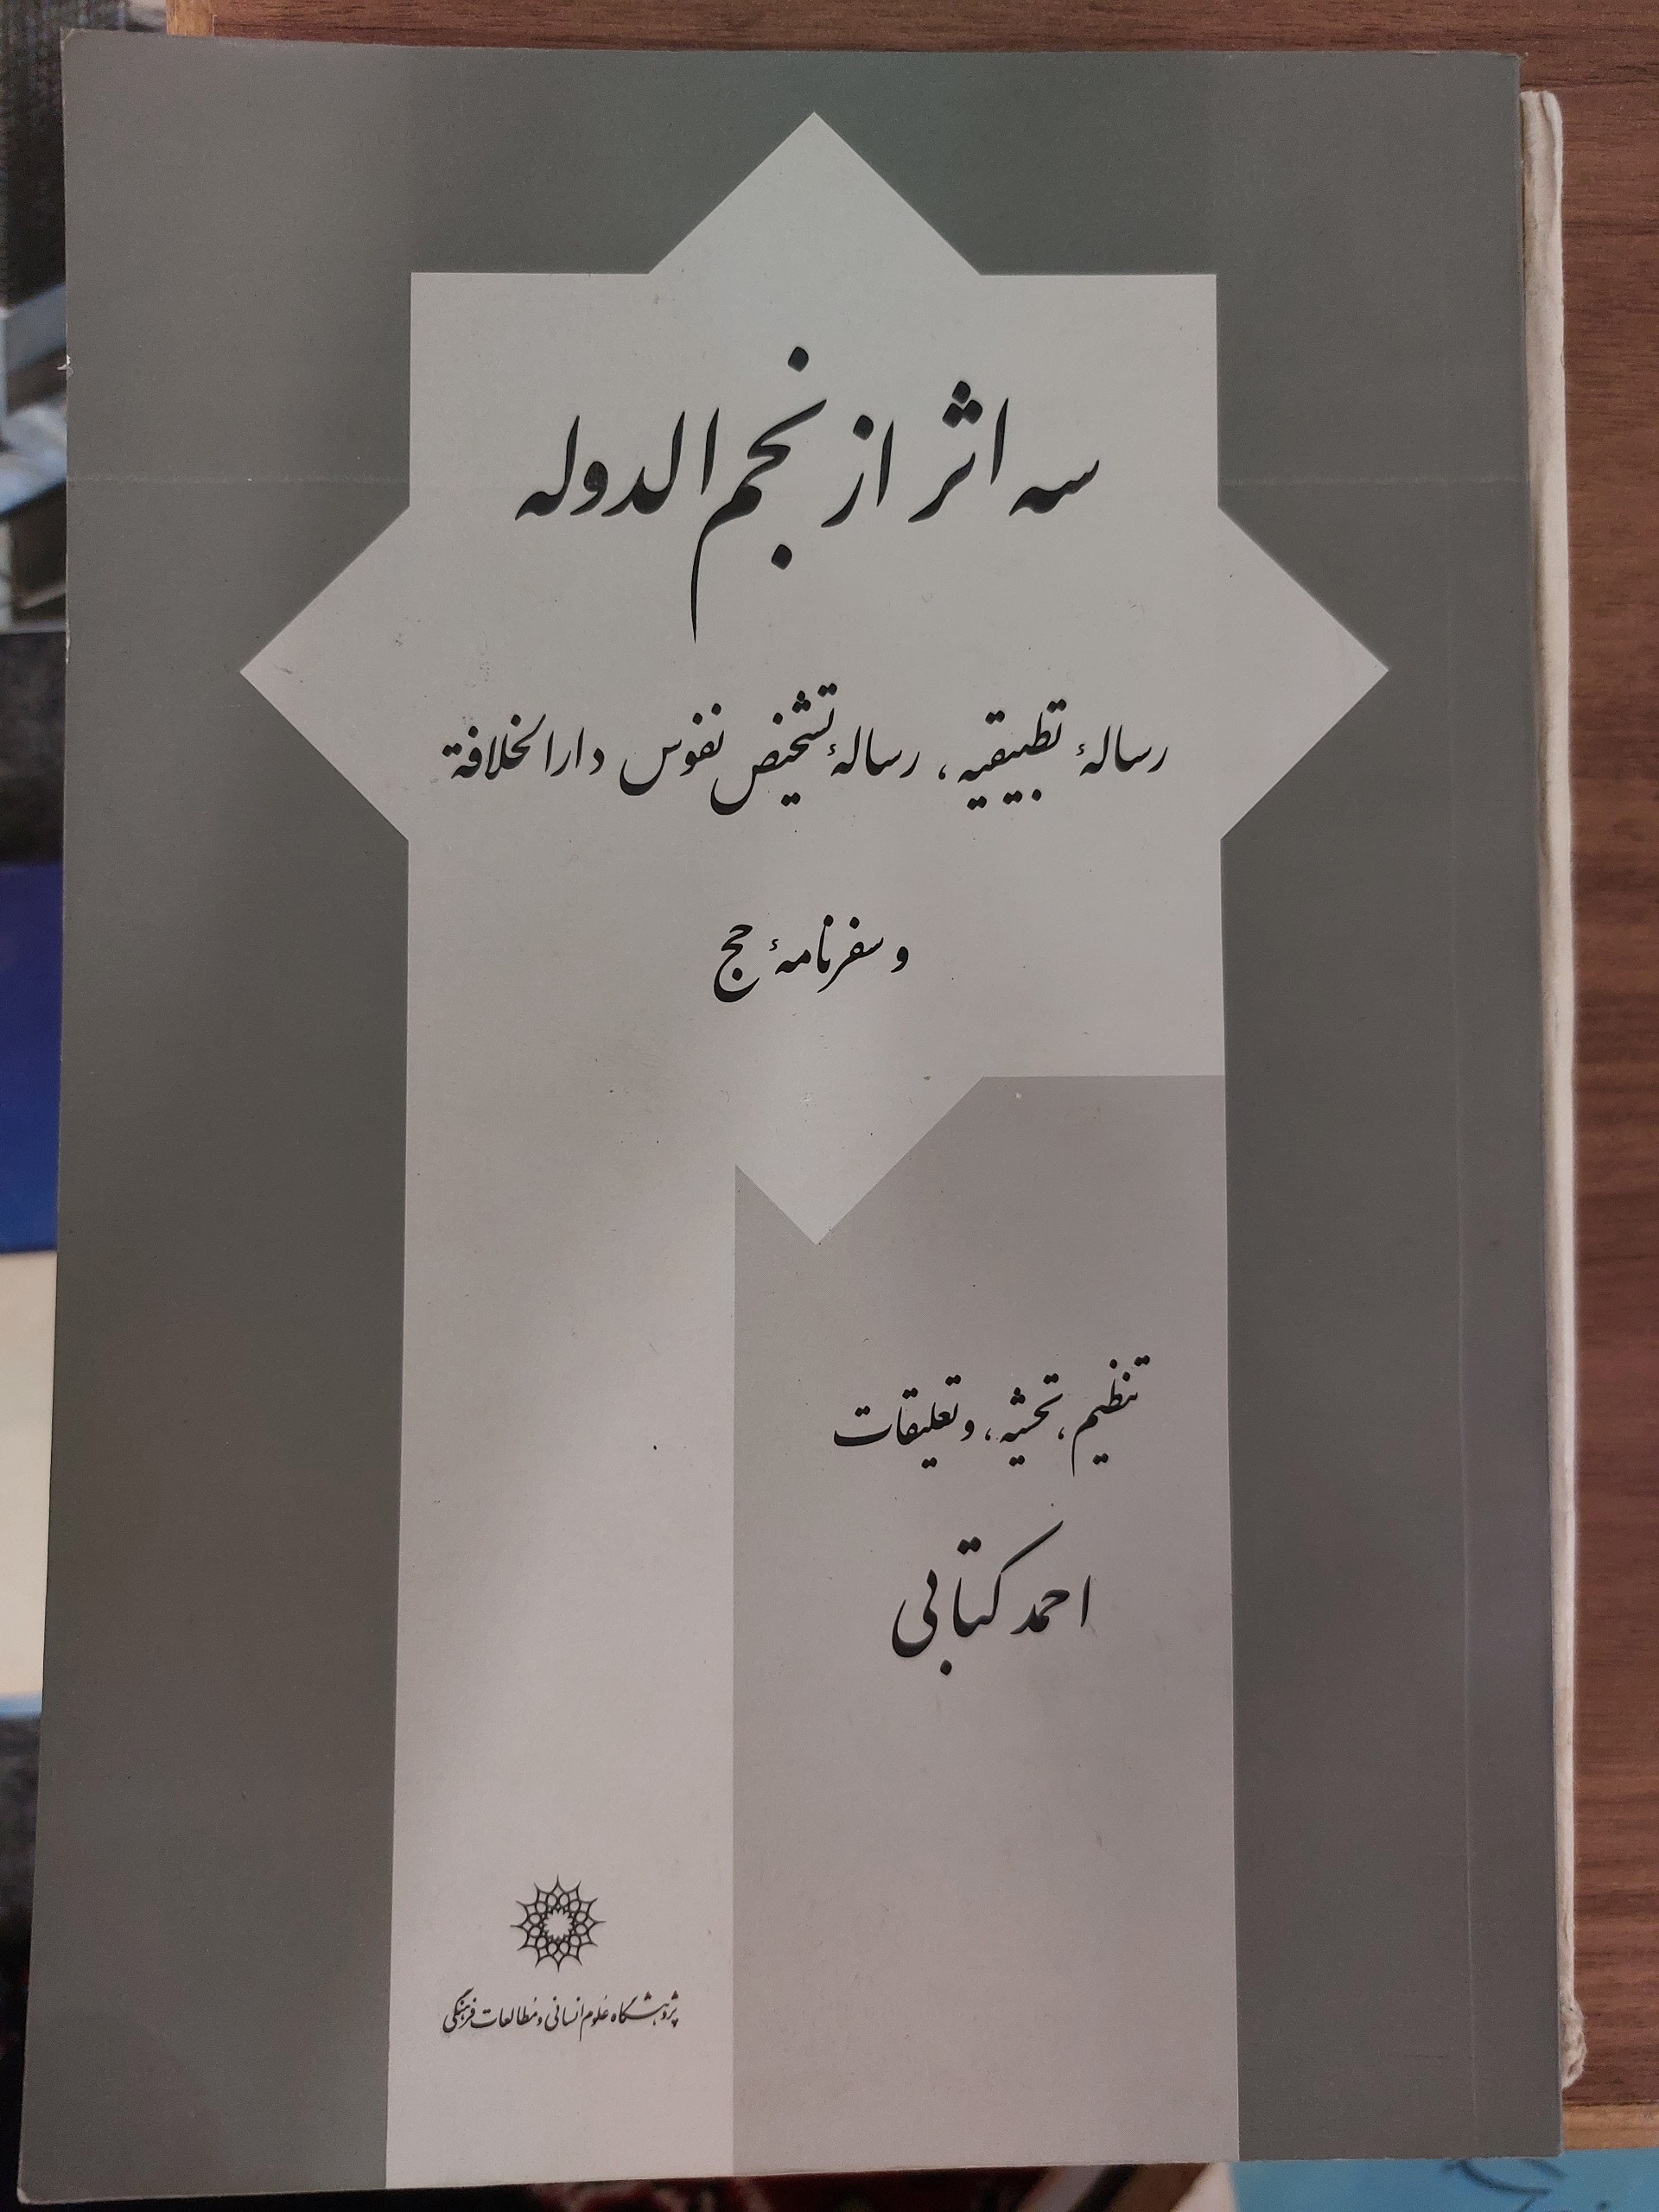 سه اثر از نجم‌الدوله
رسالهٔ تطبیقیه، رسالهٔ تشخیص نفوس دارالخلافة
و سفرنامهٔ حج
تنظیم، تحشیه، و تعلیقات
احمد کتابی
پژوهشگاه علوم انسانی و مطالعات فرهنگی